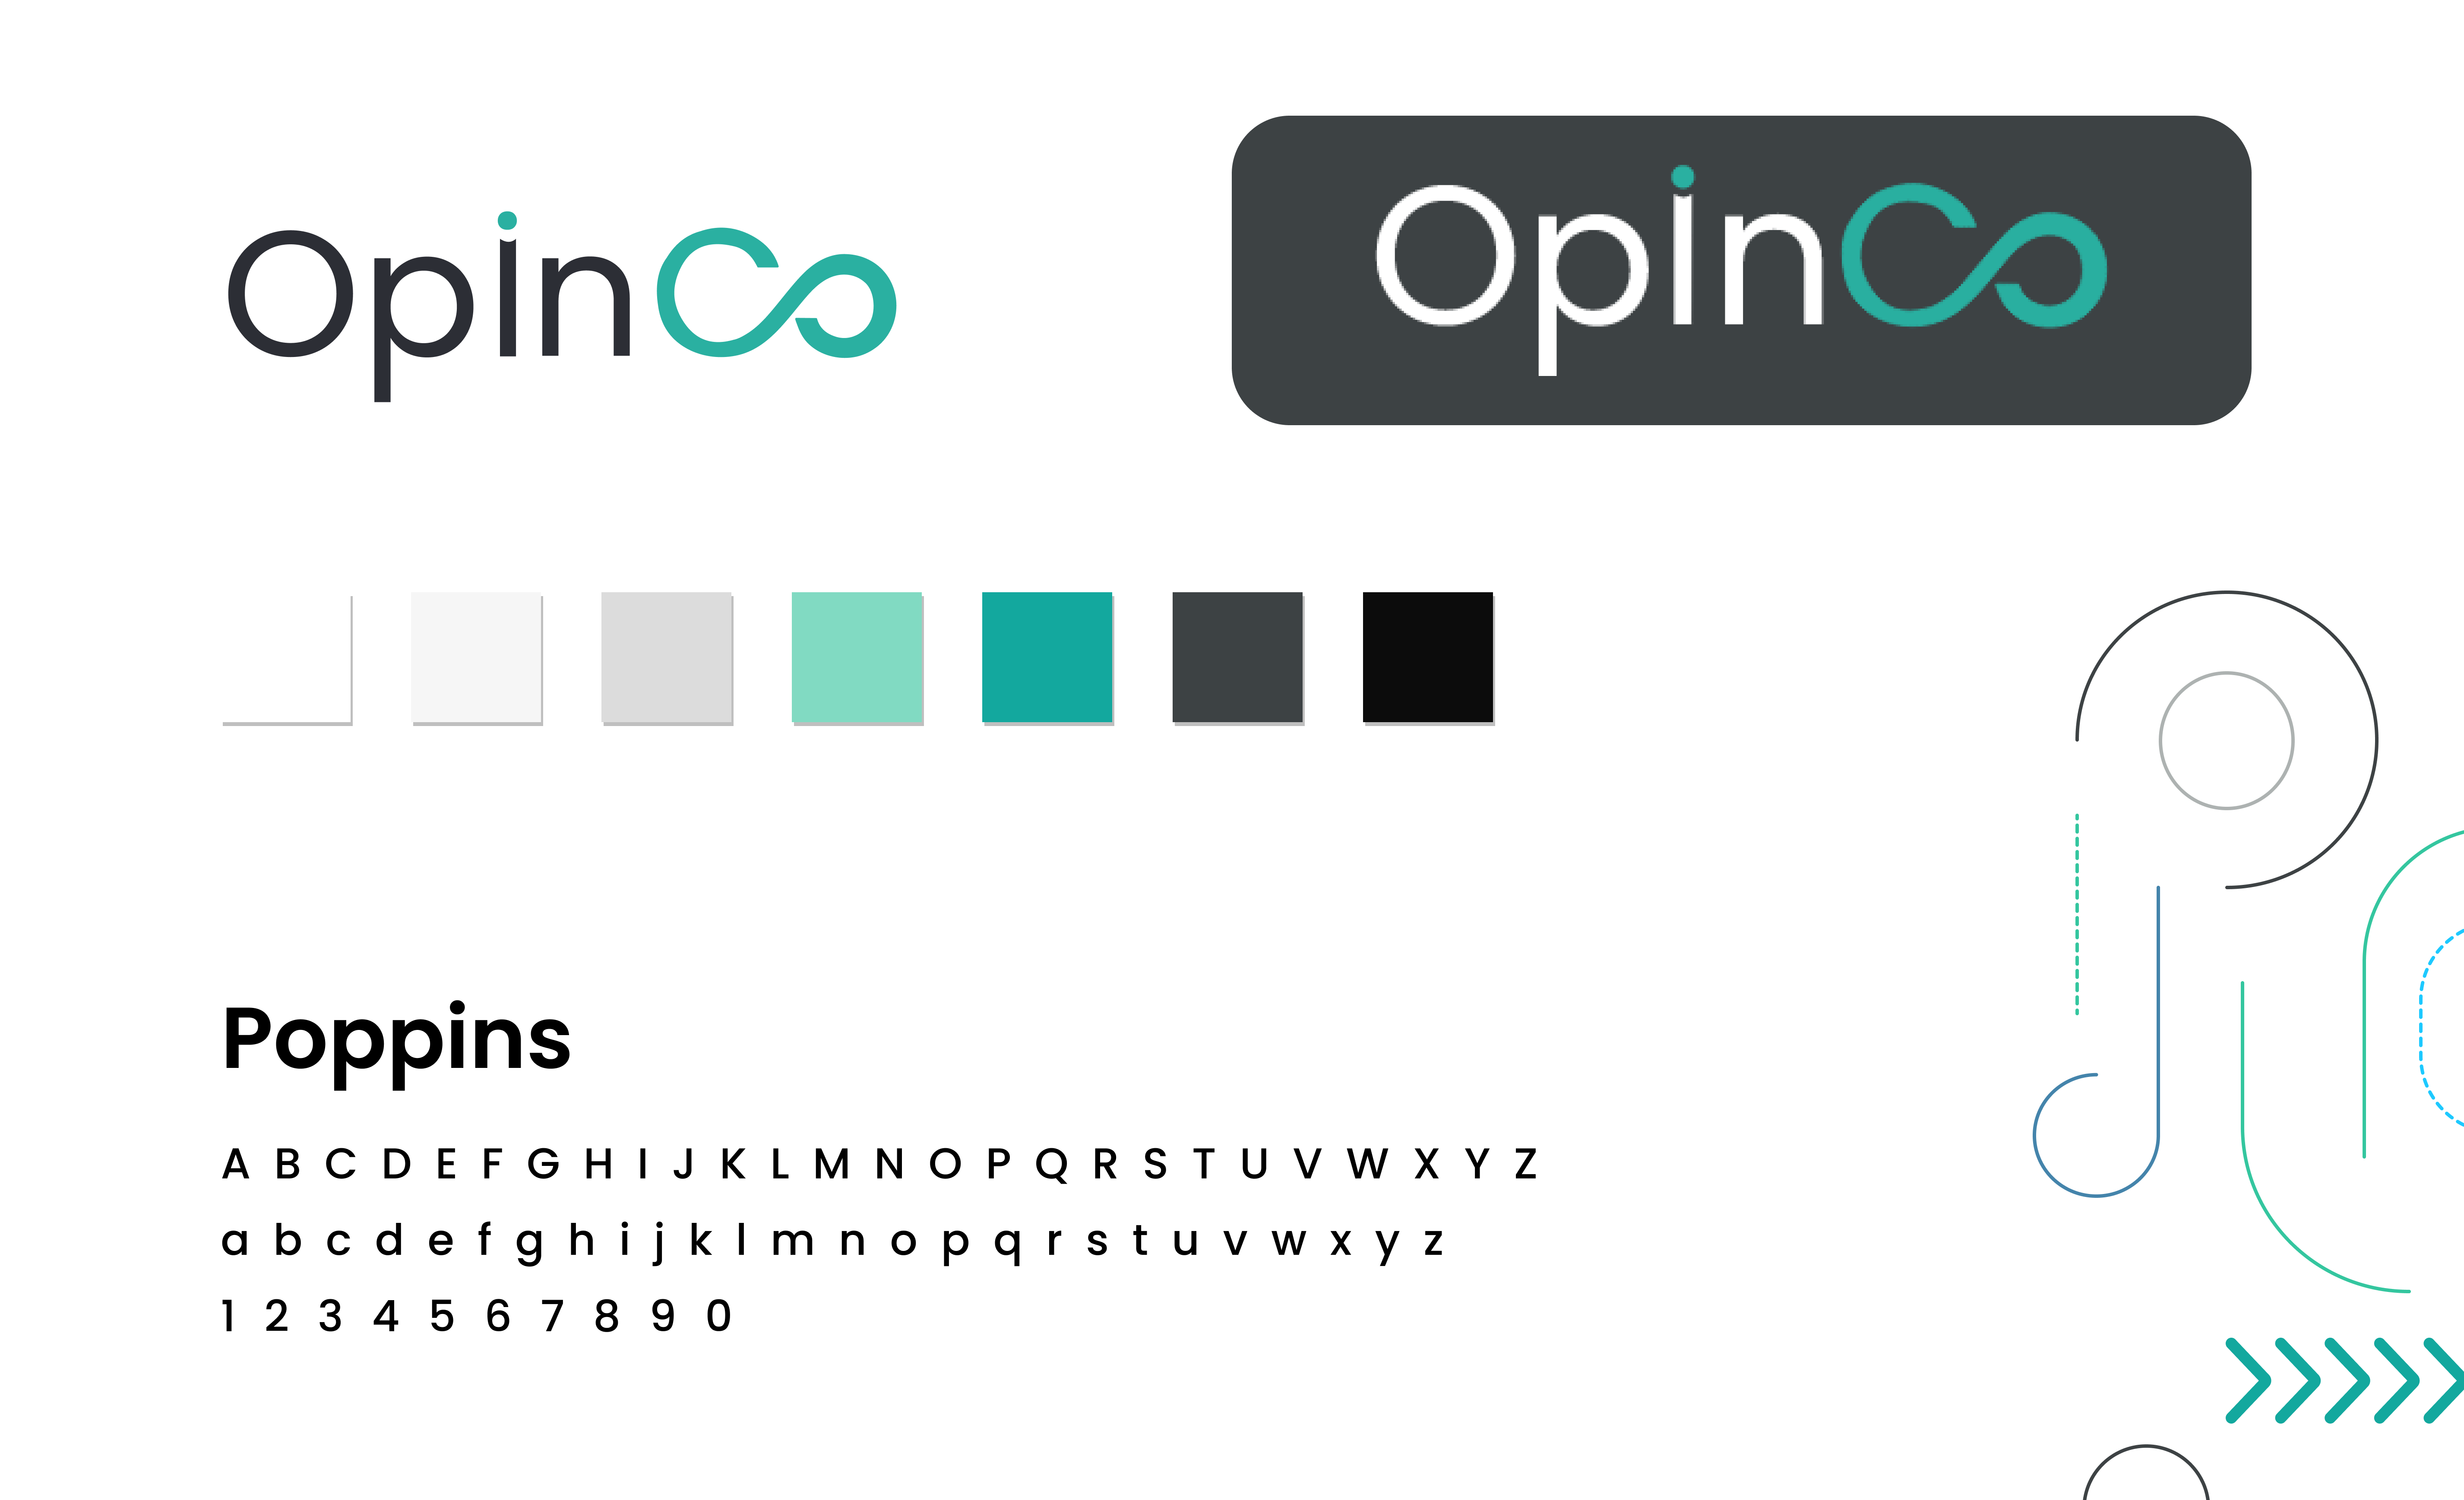 OpinCo
OpinCo
Poppins
A B C D E F G H I J K L M N O P Q R S T U V W X Y Z
a b c d e f g h i j k l m n o p q r s t u v w x y z
1 2 3 4 5 6 7 8 9 0